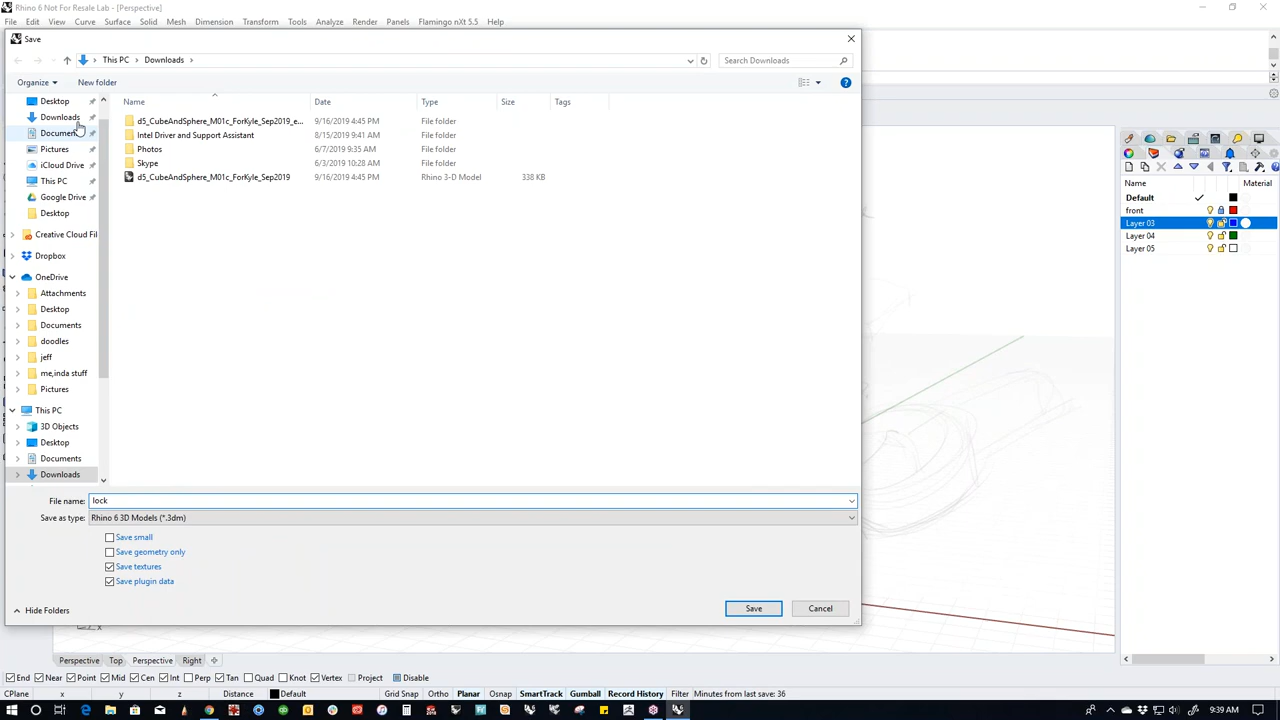 Rhino 6 Not For Resale Lab - [Perspective]
File Edit View Curve Surface Solid Mesh Dimension Transform Tools Analyze Render Panels Flamingo nXt 5.5 Help
Save
This PC > Downloads >
Search Downloads
Organize
New folder
Name Date Type Size Tags
Desktop
Downloads
Document
Pictures
iCloud Drive
This PC
Google Drive
Desktop
Creative Cloud Fil
Dropbox
OneDrive
Attachments
Desktop
Documents
doodles
jeff
me,inda stuff
Pictures
This PC
3D Objects
Desktop
Documents
Downloads
d5_CubeAndSphere_M01c_ForKyle_Sep2019_e... 9/16/2019 4:45 PM File folder
Intel Driver and Support Assistant 8/15/2019 9:41 AM File folder
Photos 6/7/2019 9:35 AM File folder
Skype 6/3/2019 10:28 AM File folder
d5_CubeAndSphere_M01c_ForKyle_Sep2019 9/16/2019 4:45 PM Rhino 3-D Model 338 KB
File name: lock
Save as type: Rhino 6 3D Models (*.3dm)
Save small
Save geometry only
Save textures
Save plugin data
Hide Folders
Save
Cancel
Name Material
Default
front
Layer 03
Layer 04
Layer 05
Perspective Top Perspective Right
End Near Point Mid Cen Int Perp Tan Quad Knot Vertex Project Disable
CPlane x y z Distance Default Grid Snap Ortho Planar Osnap SmartTrack Gumball Record History Filter Minutes from last save: 36
9:39 AM